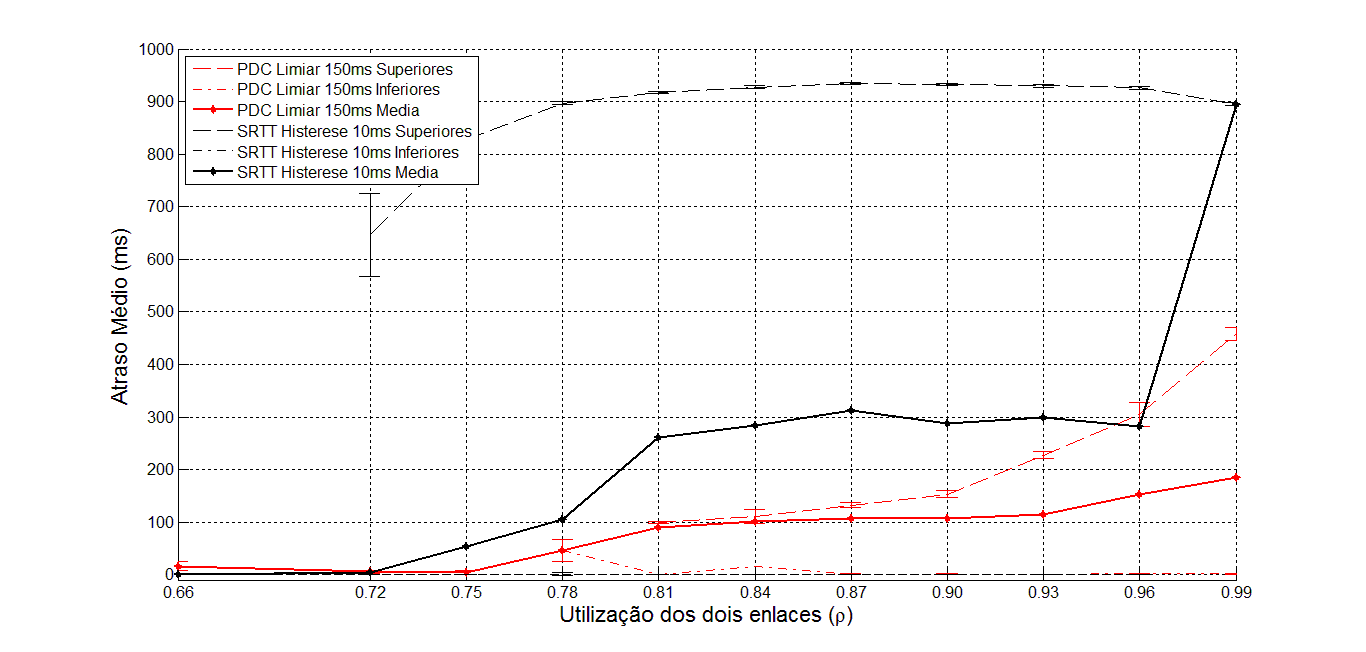 1000
900
800
700
600
500
400
300
200
100
0
Atraso Médio (ms)
PDC Limiar 150ms Superiores
PDC Limiar 150ms Inferiores
PDC Limiar 150ms Media
SRTT Histerese 10ms Superiores
SRTT Histerese 10ms Inferiores
SRTT Histerese 10ms Media
0.66 0.72 0.75 0.78 0.81 0.84 0.87 0.90 0.93 0.96 0.99
Utilização dos dois enlaces (ρ)